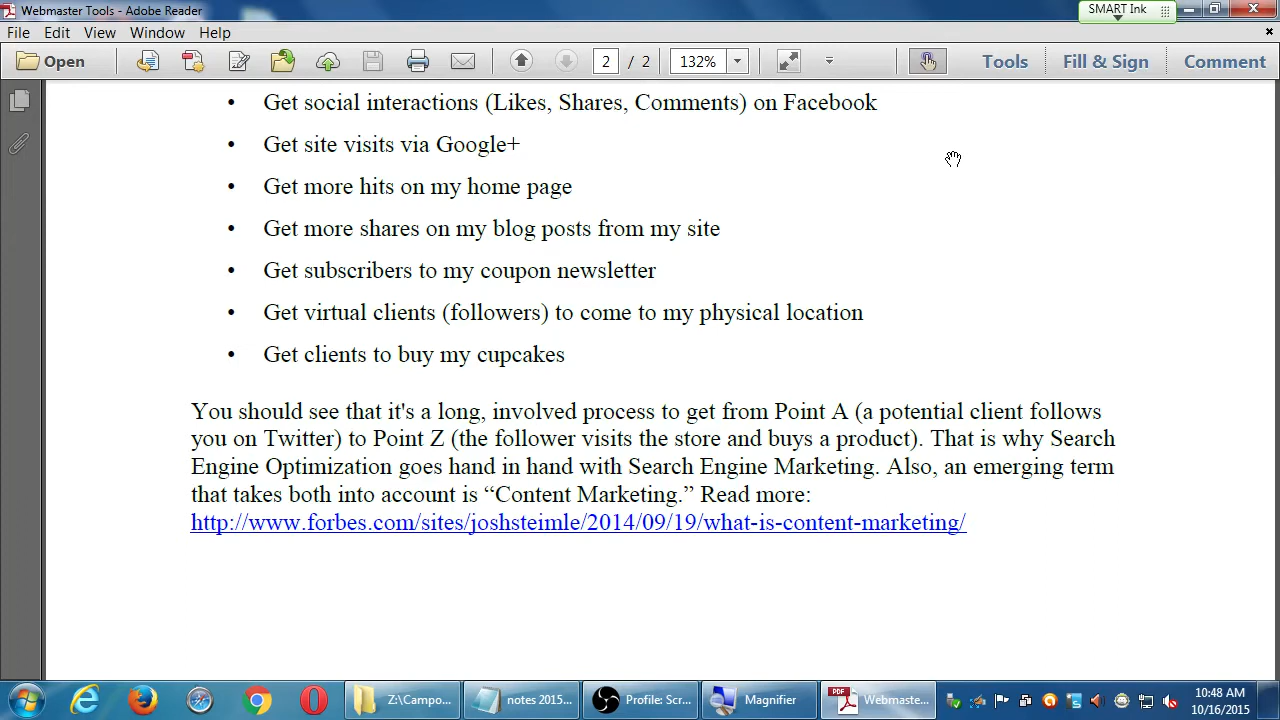 Webmaster Tools - Adobe Reader
SMART Ink
File Edit View Window Help
Open 2 / 2 132% Tools Fill & Sign Comment
• Get social interactions (Likes, Shares, Comments) on Facebook
• Get site visits via Google+
• Get more hits on my home page
• Get more shares on my blog posts from my site
• Get subscribers to my coupon newsletter
• Get virtual clients (followers) to come to my physical location
• Get clients to buy my cupcakes
You should see that it's a long, involved process to get from Point A (a potential client follows
you on Twitter) to Point Z (the follower visits the store and buys a product). That is why Search
Engine Optimization goes hand in hand with Search Engine Marketing. Also, an emerging term
that takes both into account is “Content Marketing.” Read more:
http://www.forbes.com/sites/joshsteimle/2014/09/19/what-is-content-marketing/
Z:\Campo... notes 2015... Profile: Scr... Magnifier PDF Webmaste... 10:48 AM
10/16/2015